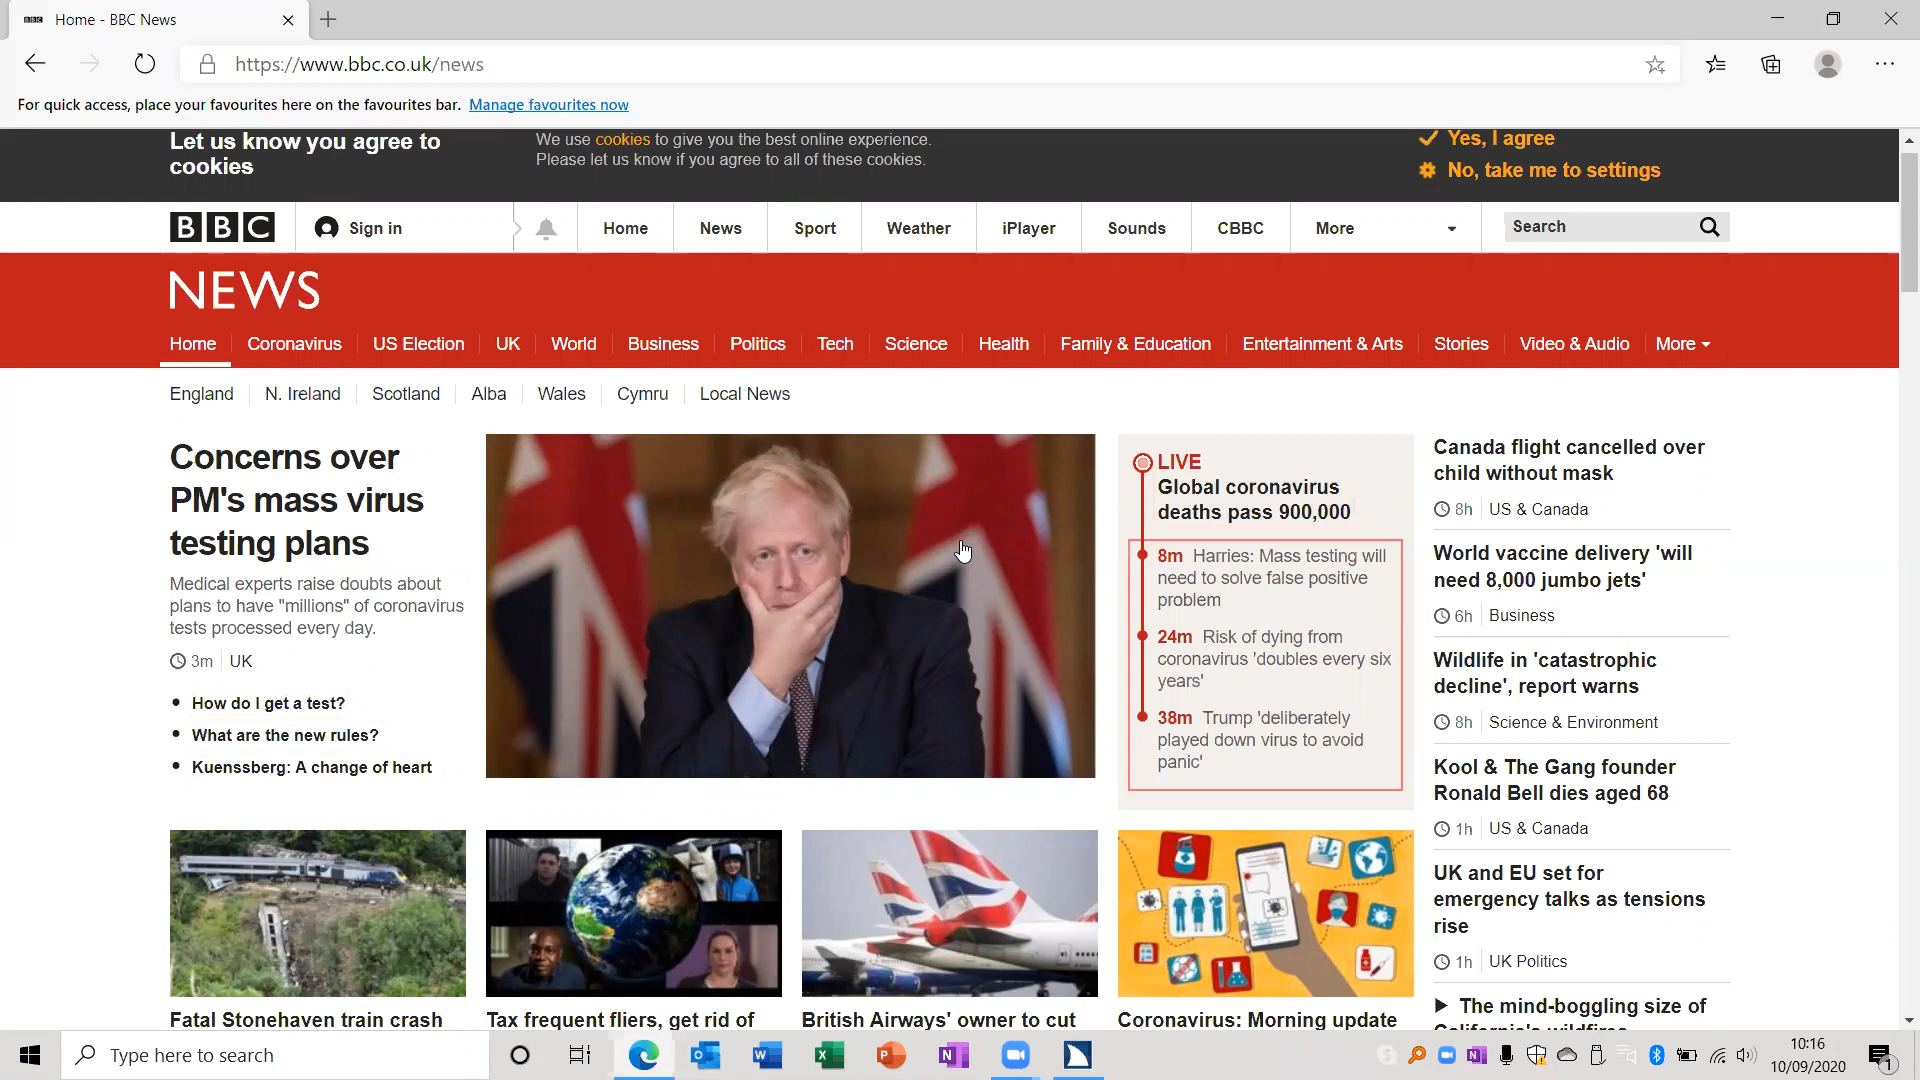 BBC Home - BBC News
https://www.bbc.co.uk/news
For quick access, place your favourites here on the favourites bar. Manage favourites now
Let us know you agree to
cookies
We use cookies to give you the best online experience.
Please let us know if you agree to all of these cookies.
Yes, I agree
No, take me to settings
BBC Sign in Home News Sport Weather iPlayer Sounds CBBC More Search
NEWS
Home Coronavirus US Election UK World Business Politics Tech Science Health Family & Education Entertainment & Arts Stories Video & Audio More
England N. Ireland Scotland Alba Wales Cymru Local News
Concerns over
PM's mass virus
testing plans
Medical experts raise doubts about
plans to have "millions" of coronavirus
tests processed every day.
3m UK
How do I get a test?
What are the new rules?
Kuenssberg: A change of heart
LIVE
Global coronavirus
deaths pass 900,000
8m Harries: Mass testing will
need to solve false positive
problem
24m Risk of dying from
coronavirus 'doubles every six
years'
38m Trump 'deliberately
played down virus to avoid
panic'
Canada flight cancelled over
child without mask
8h US & Canada
World vaccine delivery 'will
need 8,000 jumbo jets'
6h Business
Wildlife in 'catastrophic
decline', report warns
8h Science & Environment
Kool & The Gang founder
Ronald Bell dies aged 68
1h US & Canada
UK and EU set for
emergency talks as tensions
rise
1h UK Politics
The mind-boggling size of
California's wildfires
Fatal Stonehaven train crash
Tax frequent fliers, get rid of
British Airways' owner to cut
Coronavirus: Morning update
Type here to search
10:16
10/09/2020
1